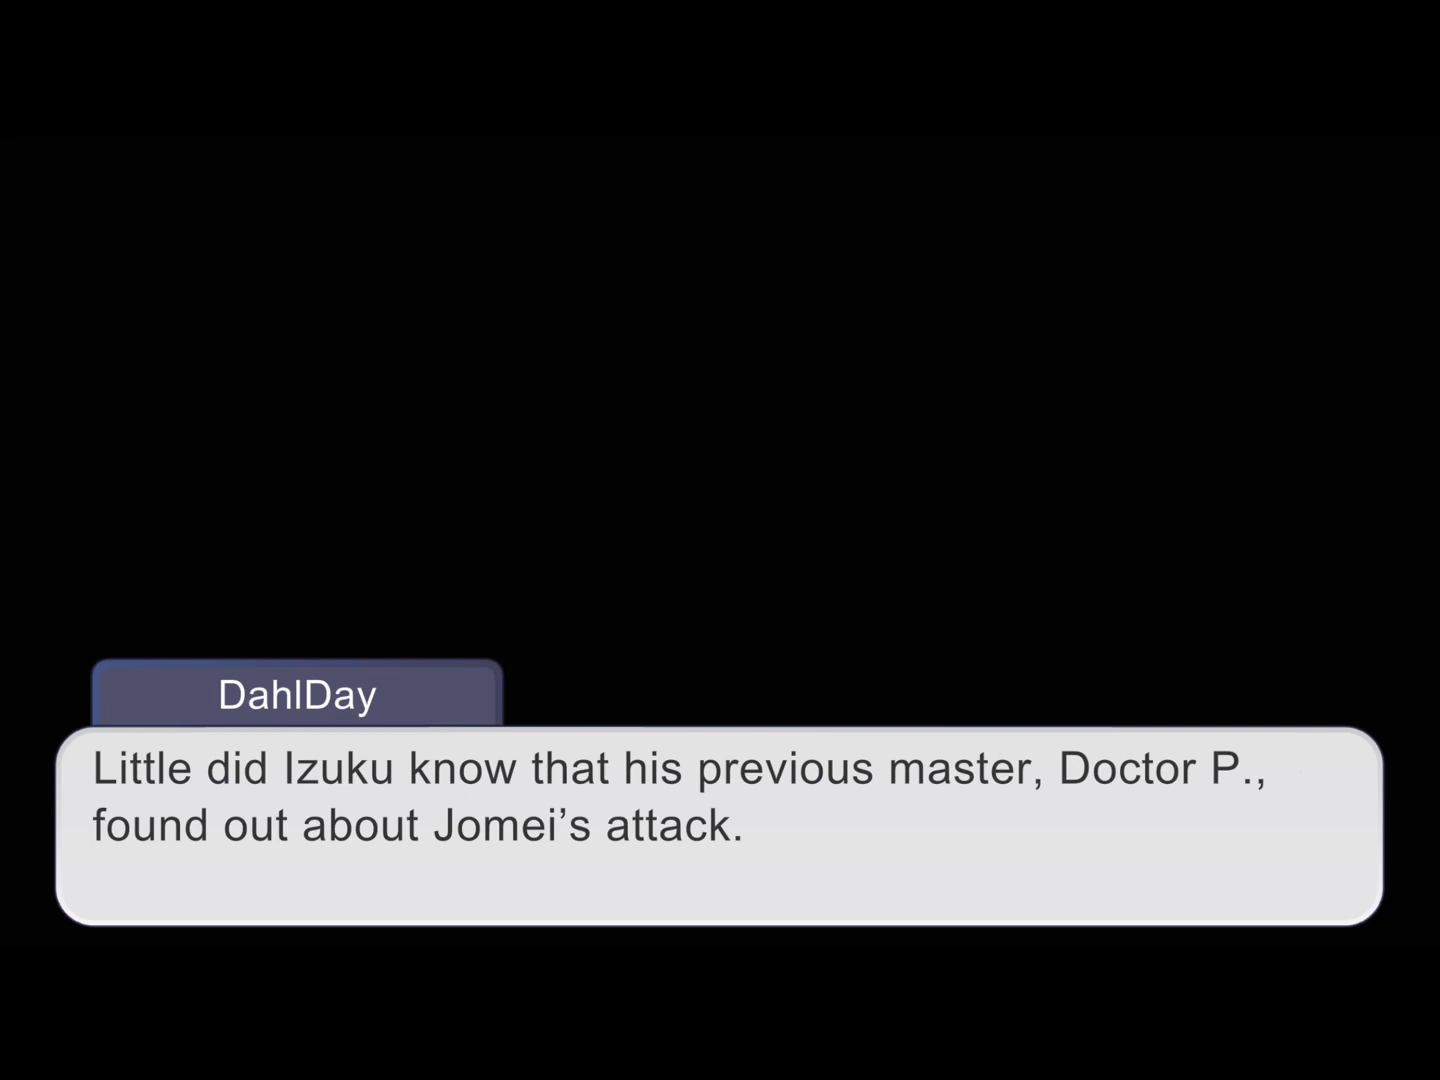 DahlDay
Little did Izuku know that his previous master, Doctor P.,
found out about Jomei’s attack.